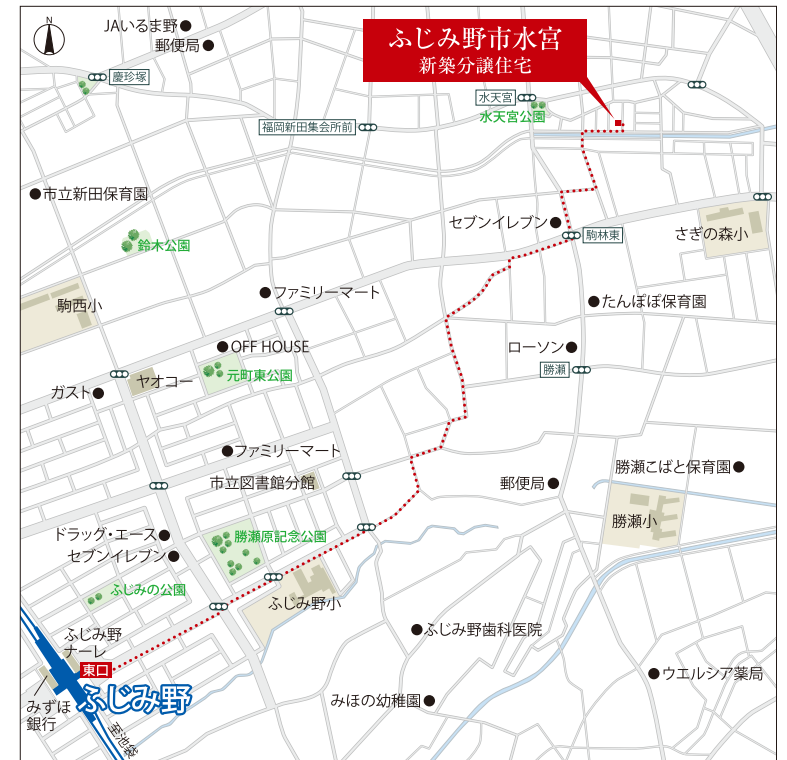 N
JAいるま野
郵便局
慶珍塚
ふじみ野市水宮
新築分譲住宅
水天宮
水天宮公園
福岡新田集会所前
市立新田保育園
鈴木公園
セブンイレブン
駒林東
さぎの森小
駒西小
ファミリーマート
たんぽぽ保育園
OFF HOUSE
ローソン
勝瀬
ガスト
ヤオコー
元町東公園
ファミリーマート
市立図書館分館
郵便局
勝瀬こばと保育園
勝瀬小
ドラッグ・エース
セブンイレブン
勝瀬原記念公園
ふじみの公園
ふじみ野小
ふじみ野歯科医院
ふじみ野
ナーレ
東口
ふじみ野
みずほ
銀行
至池袋
みほの幼稚園
ウエルシア薬局